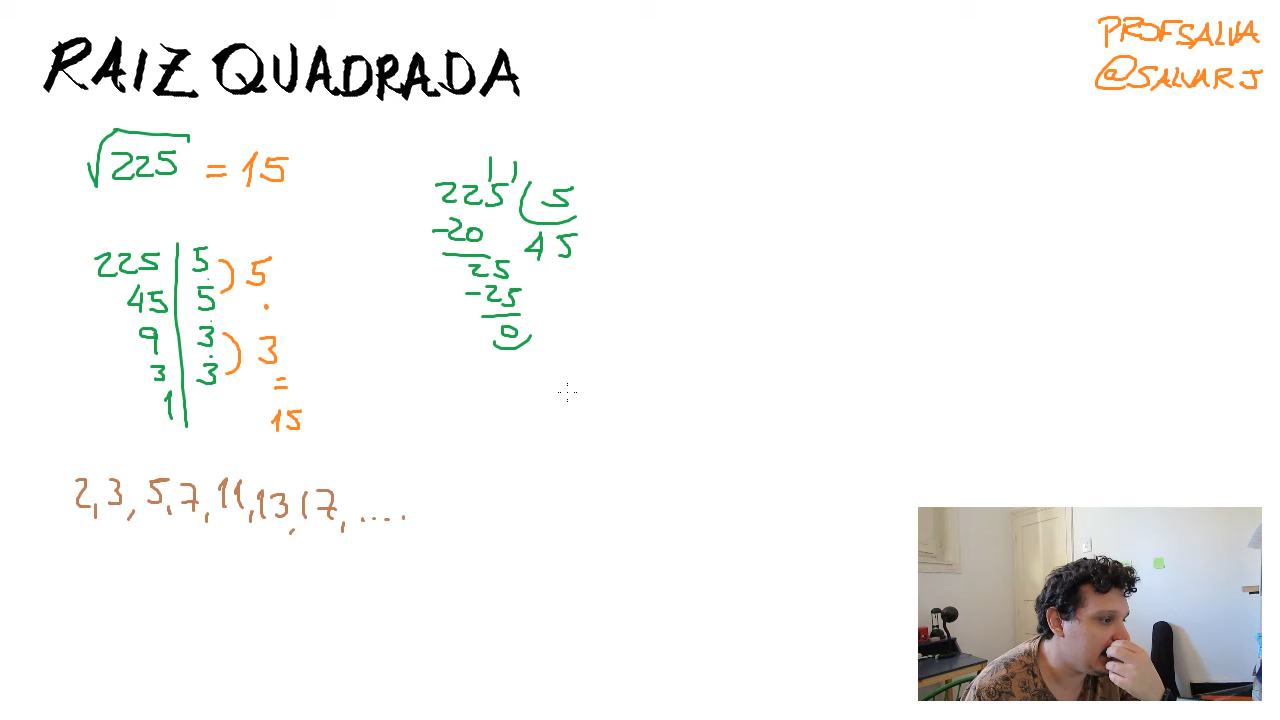 RAIZ QUADRADA
PROFSALVA
@SALVARJ
√225 = 15
225 | 5 ) 5
45 | 5 .
9 | 3 ) 3
3 | 3 =
1 | 15
225 ( 5
-20 45
25
-25
0
2, 3, 5, 7, 11, 13, 17, ....